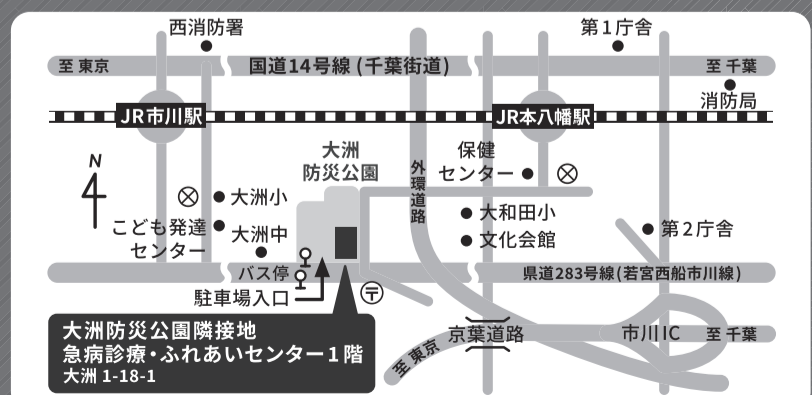 西消防署
第1庁舎
至 東京
国道14号線 (千葉街道)
至 千葉
消防局
JR市川駅
JR本八幡駅
N
大洲
防災公園
外環道路
保健
センター
大洲小
こども発達
センター
大洲中
大和田小
文化会館
第2庁舎
バス停
県道283号線(若宮西船市川線)
駐車場入口
〒
大洲防災公園隣接地
急病診療・ふれあいセンター1階
大洲 1-18-1
京葉道路
市川IC
至 千葉
至 東京